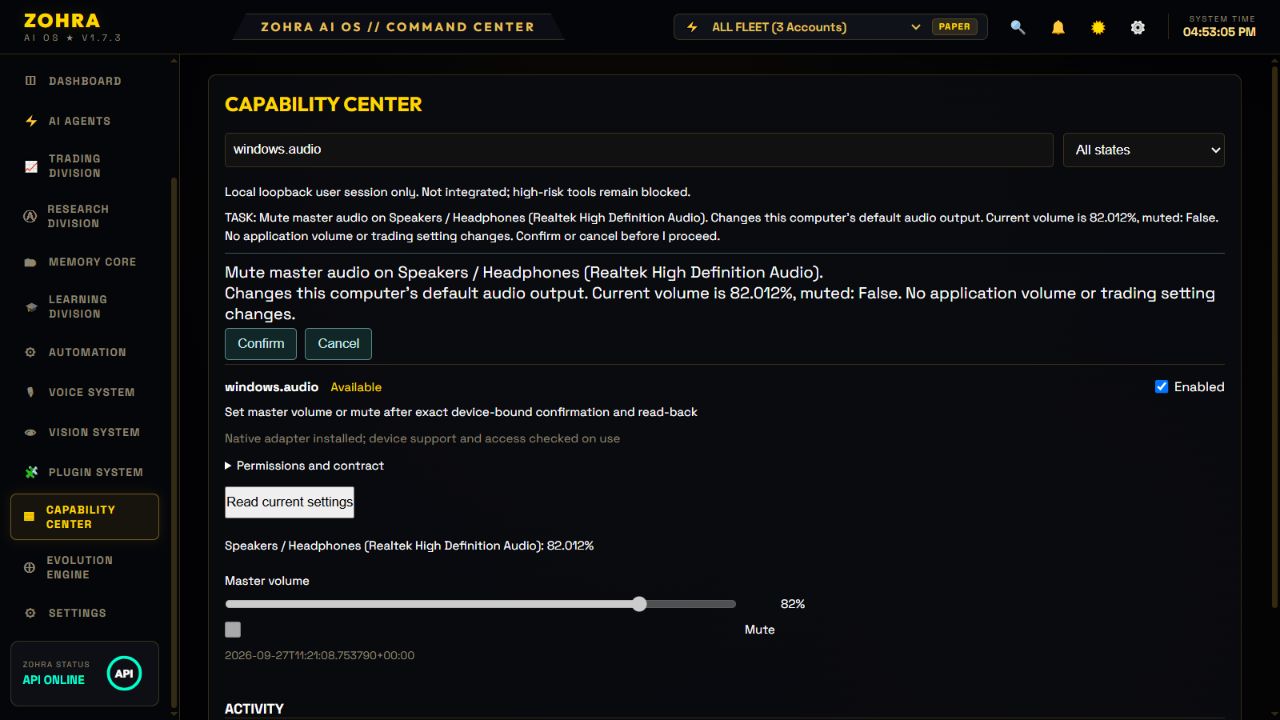 ZOHRA
AI OS ★ V1.7.3
ZOHRA AI OS // COMMAND CENTER
ALL FLEET (3 Accounts)
PAPER
SYSTEM TIME
04:53:05 PM
DASHBOARD
AI AGENTS
TRADING
DIVISION
RESEARCH
DIVISION
MEMORY CORE
LEARNING
DIVISION
AUTOMATION
VOICE SYSTEM
VISION SYSTEM
PLUGIN SYSTEM
CAPABILITY
CENTER
EVOLUTION
ENGINE
SETTINGS
ZOHRA STATUS
API ONLINE
API
CAPABILITY CENTER
windows.audio
All states
Local loopback user session only. Not integrated; high-risk tools remain blocked.
TASK: Mute master audio on Speakers / Headphones (Realtek High Definition Audio). Changes this computer's default audio output. Current volume is 82.012%, muted: False.
No application volume or trading setting changes. Confirm or cancel before I proceed.
Mute master audio on Speakers / Headphones (Realtek High Definition Audio).
Changes this computer's default audio output. Current volume is 82.012%, muted: False. No application volume or trading setting
changes.
Confirm
Cancel
windows.audio
Available
Enabled
Set master volume or mute after exact device-bound confirmation and read-back
Native adapter installed; device support and access checked on use
Permissions and contract
Read current settings
Speakers / Headphones (Realtek High Definition Audio): 82.012%
Master volume
82%
Mute
2026-09-27T11:21:08.753790+00:00
ACTIVITY